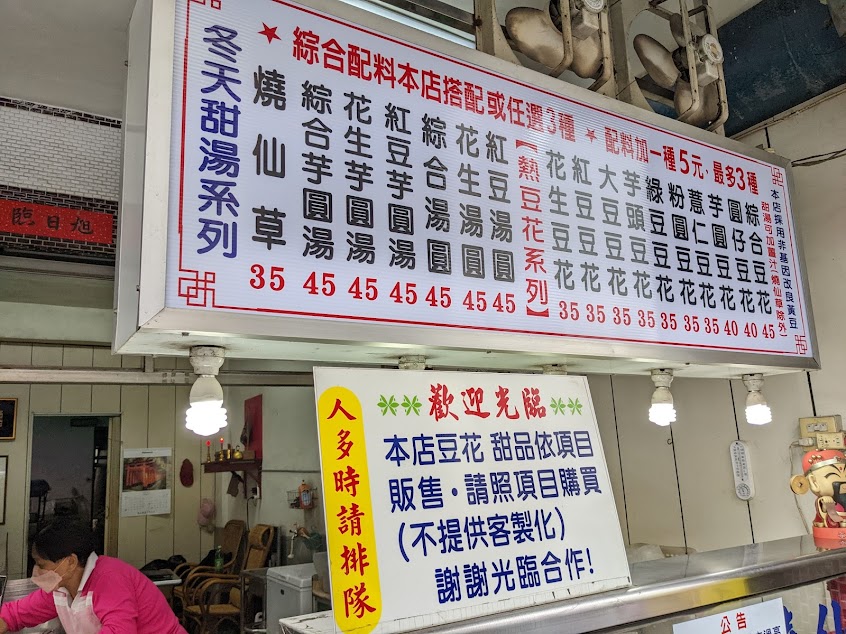 ★ 綜合配料本店搭配或任選3種 ★ 配料加一種5元.最多3種
冬天甜湯系列
燒仙草 35
綜合芋圓湯 45
花生芋圓湯 45
紅豆芋圓湯 45
綜合湯圓 45
花生湯圓 45
紅豆湯圓 45
【熱豆花系列】
花生豆花 35
紅豆豆花 35
大豆豆花 35
芋頭豆花 35
綠豆豆花 35
粉圓豆花 35
薏仁豆花 35
芋圓豆花 40
圓仔豆花 40
綜合豆花 45
甜湯可加薑汁(燒仙草除外)
本店採用非基因改良黃豆
旭日臨
人多時請排隊
歡迎光臨
本店豆花 甜品依項目
販售.請照項目購買
(不提供客製化)
謝謝光臨合作!
公告